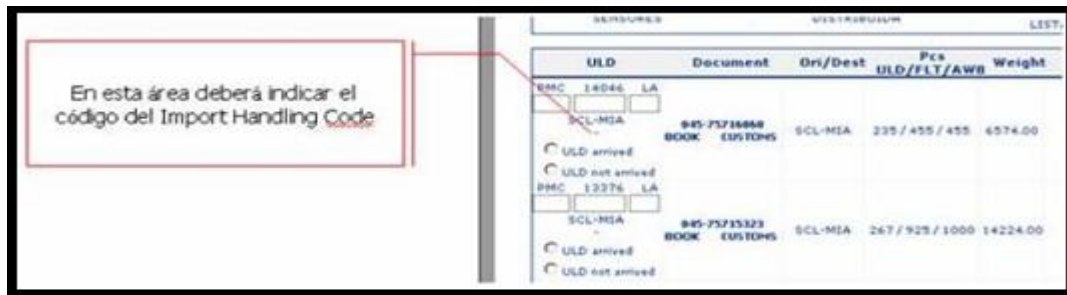 En esta área deberá indicar el
código del Import Handling Code
SENSORES DISTRIBUIDA
LIST
ULD Document Ori/Dest Pcs ULD/FLT/AWB Weight
PMC 14046 LA
SCL-MIA
045-75716060
BOOK CUSTOMS
SCL-MIA 235 / 455 / 455 6574.00
ULD arrived
ULD not arrived
PMC 13376 LA
SCL-MIA
045-75715323
BOOK CUSTOMS
SCL-MIA 267 / 925 / 1000 14224.00
ULD arrived
ULD not arrived